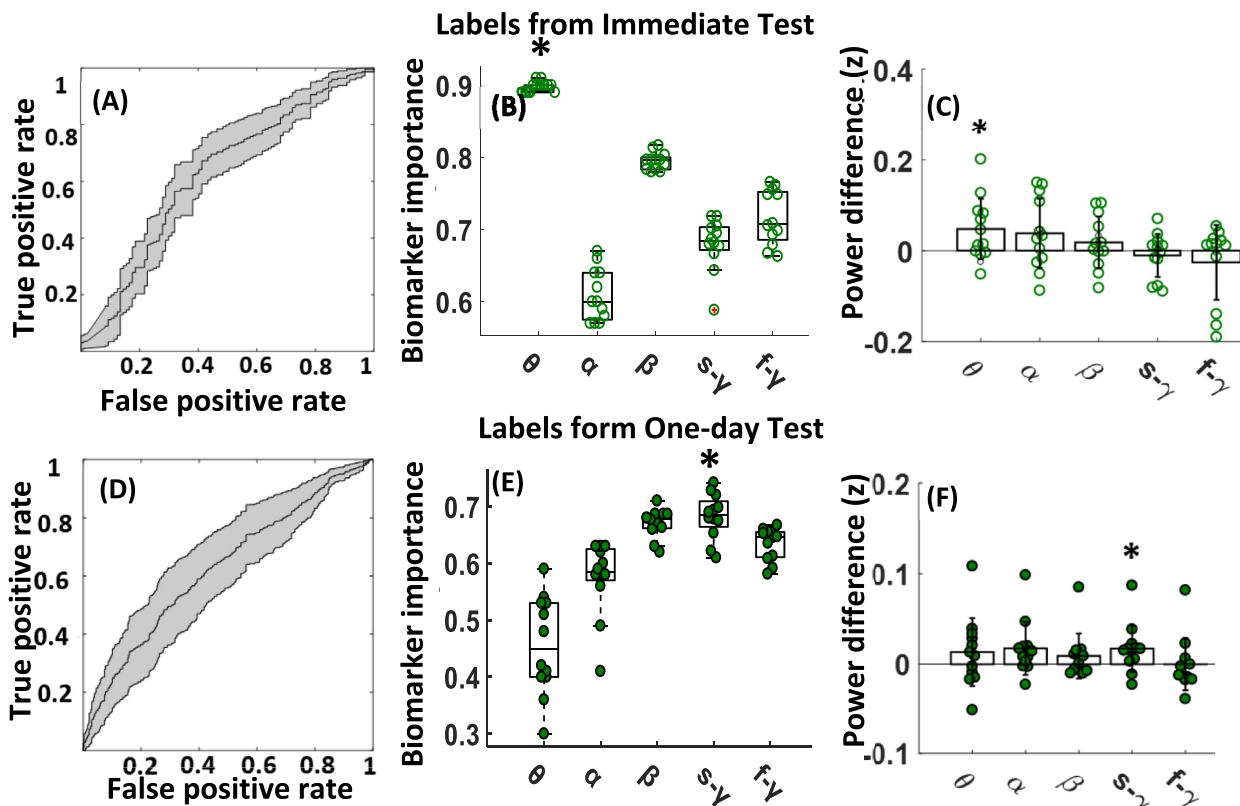 Labels from Immediate Test
(A)
True positive rate
1
0.8
0.6
0.4
0.2
0.2 0.4 0.6 0.8 1
False positive rate
(B)
*
Biomarker importance
0.9
0.8
0.7
0.6
θ α β s-γ f-γ
(C)
*
Power difference (z)
0.4
0.2
0
-0.2
θ α β s-γ f-γ
Labels form One-day Test
(D)
True positive rate
1
0.8
0.6
0.4
0.2
0.2 0.4 0.6 0.8 1
False positive rate
(E)
*
Biomarker importance
0.7
0.6
0.5
0.4
0.3
θ α β s-γ f-γ
(F)
*
Power difference (z)
0.2
0.1
0
-0.1
θ α β s-γ f-γ